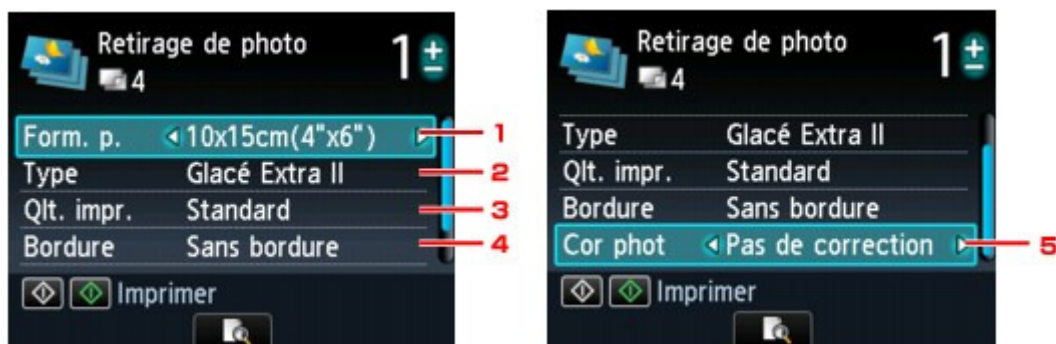 Retirage de photo
4
1
Form. p. 10x15cm(4"x6") 1
Type Glacé Extra II 2
Qlt. impr. Standard 3
Bordure Sans bordure 4
Imprimer
Retirage de photo
4
1
Type Glacé Extra II
Qlt. impr. Standard
Bordure Sans bordure
Cor phot Pas de correction 5
Imprimer